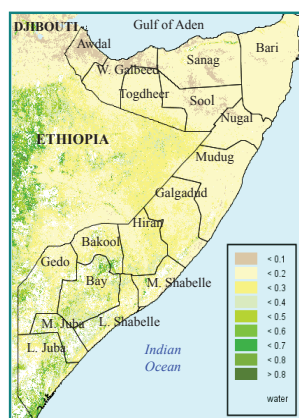 Gulf of Aden
DJIBOUTI
Awdal
Bari
W. Galbeed
Sanag
Togdheer
Sool
Nugal
ETHIOPIA
Mudug
Galgadud
Hiran
Bakool
Gedo
Bay
M. Shabelle
M. Juba
L. Shabelle
L. Juba
Indian
Ocean
< 0.1
< 0.2
< 0.3
< 0.4
< 0.5
< 0.6
< 0.7
< 0.8
> 0.8
water